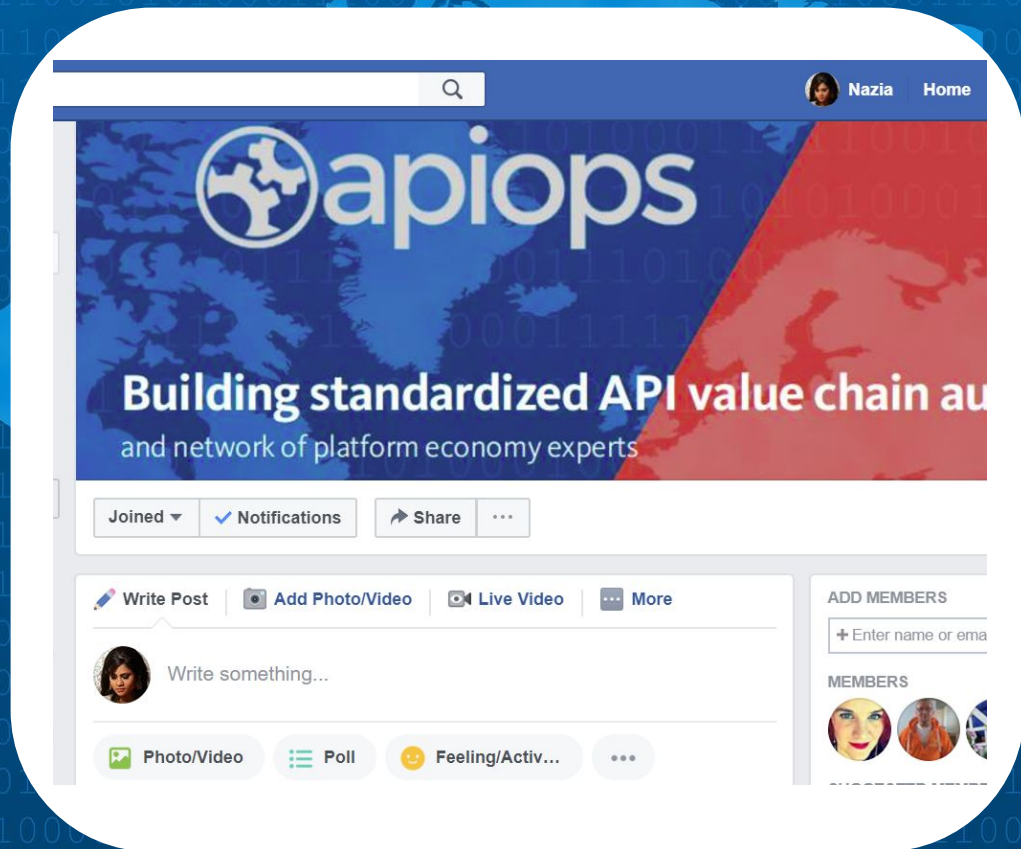 Nazia Home
apiops
Building standardized API value chain au
and network of platform economy experts
Joined Notifications Share
Write Post Add Photo/Video Live Video More
ADD MEMBERS
+ Enter name or ema
Write something...
MEMBERS
Photo/Video Poll Feeling/Activ...